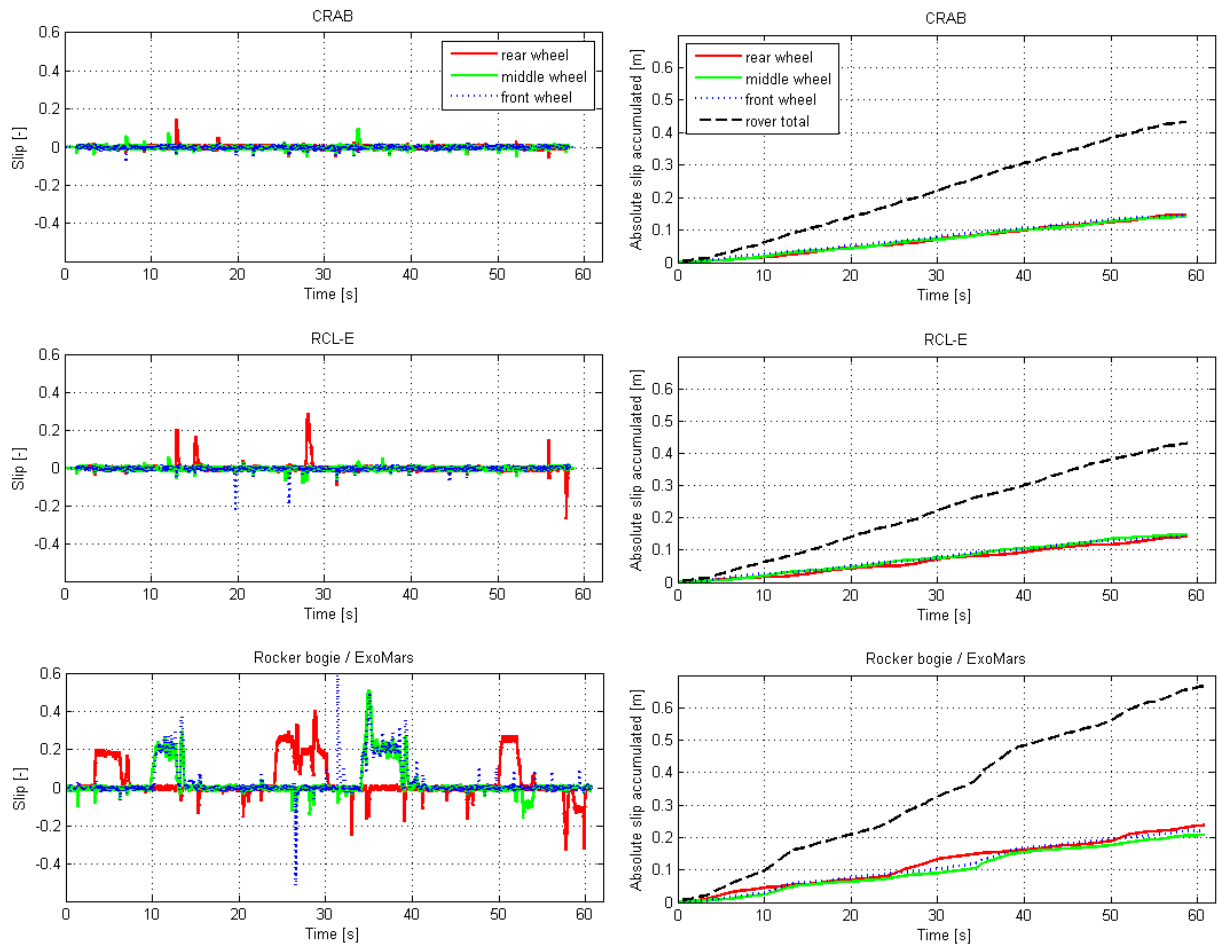 CRAB
0.6
0.4
0.2
0
-0.2
-0.4
Slip [-]
rear wheel
middle wheel
front wheel
0 10 20 30 40 50 60
Time [s]
CRAB
0.6
0.5
0.4
0.3
0.2
0.1
0
Absolute slip accumulated [m]
rear wheel
middle wheel
front wheel
rover total
0 10 20 30 40 50 60
Time [s]
RCL-E
0.6
0.4
0.2
0
-0.2
-0.4
Slip [-]
0 10 20 30 40 50 60
Time [s]
RCL-E
0.6
0.5
0.4
0.3
0.2
0.1
0
Absolute slip accumulated [m]
0 10 20 30 40 50 60
Time [s]
Rocker bogie / ExoMars
0.6
0.4
0.2
0
-0.2
-0.4
Slip [-]
0 10 20 30 40 50 60
Time [s]
Rocker bogie / ExoMars
0.6
0.5
0.4
0.3
0.2
0.1
0
Absolute slip accumulated [m]
0 10 20 30 40 50 60
Time [s]